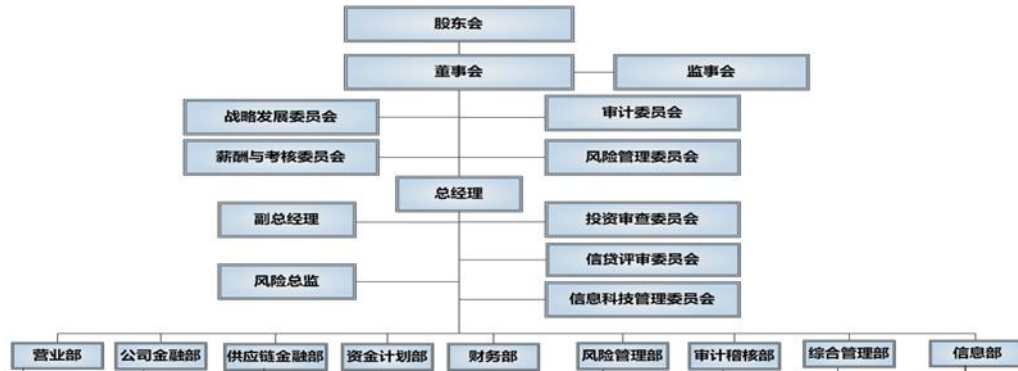 股东会
董事会
监事会
战略发展委员会
审计委员会
薪酬与考核委员会
风险管理委员会
总经理
副总经理
投资审查委员会
信贷评审委员会
风险总监
信息科技管理委员会
营业部
公司金融部
供应链金融部
资金计划部
财务部
风险管理部
审计稽核部
综合管理部
信息部